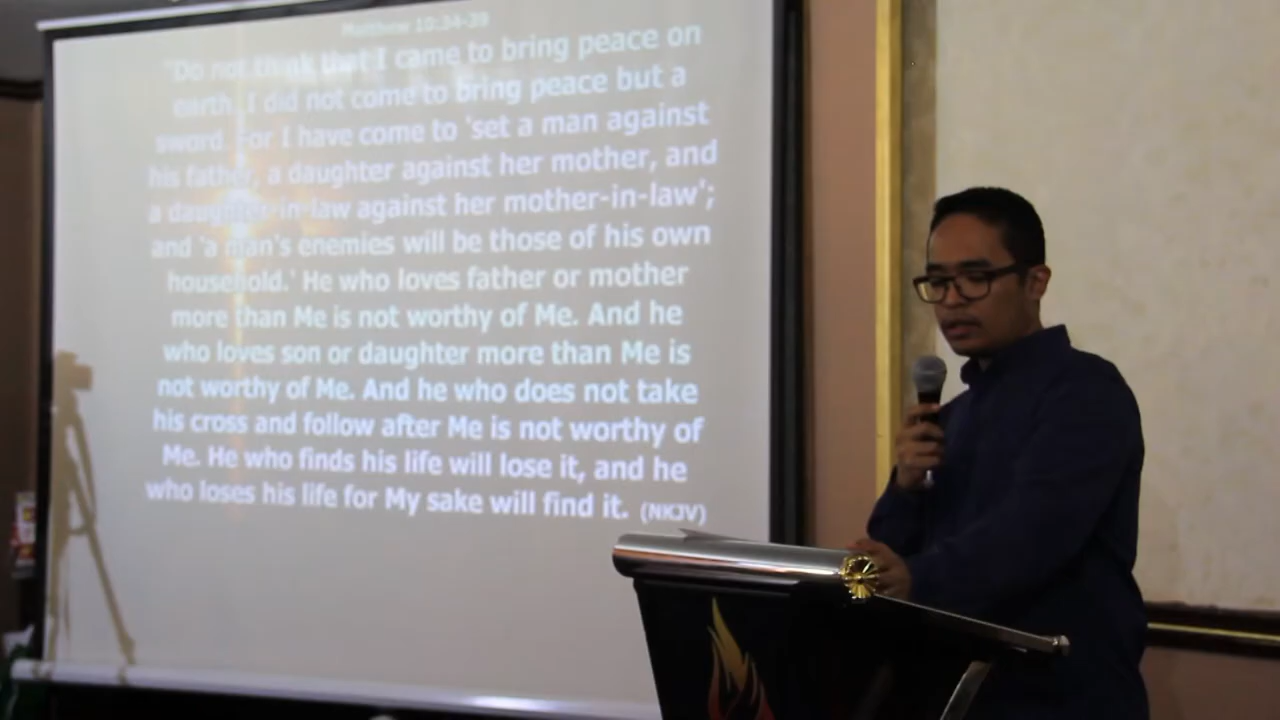 Matthew 10:34-39
"Do not think that I came to bring peace on
earth. I did not come to bring peace but a
sword. For I have come to 'set a man against
his father, a daughter against her mother, and
a daughter-in-law against her mother-in-law';
and 'a man's enemies will be those of his own
household.' He who loves father or mother
more than Me is not worthy of Me. And he
who loves son or daughter more than Me is
not worthy of Me. And he who does not take
his cross and follow after Me is not worthy of
Me. He who finds his life will lose it, and he
who loses his life for My sake will find it. (NKJV)